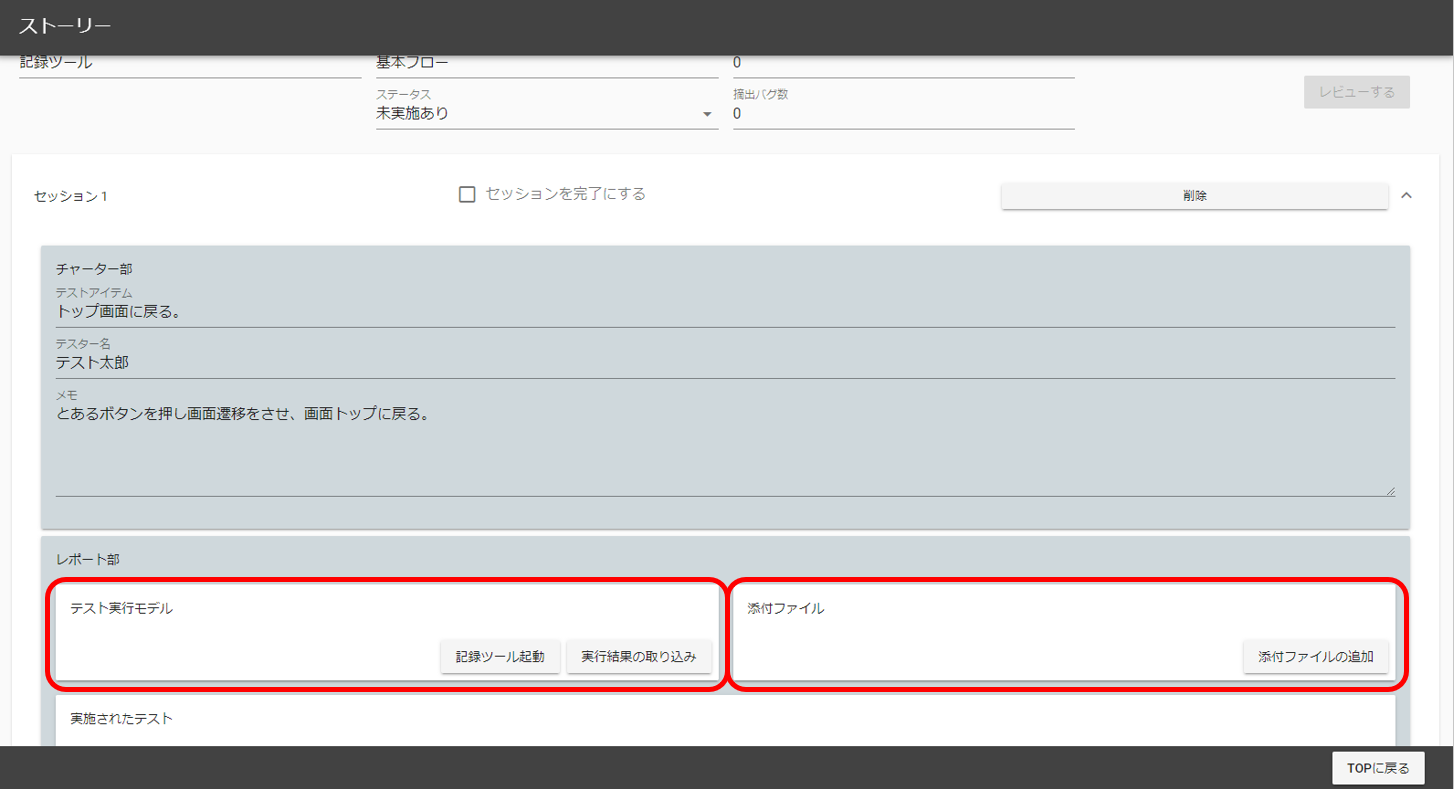 ストーリー
記録ツール 基本フロー 0
ステータス 摘出バグ数
未実施あり 0
レビューする
セッション 1 セッションを完了にする 削除
チャーター部
テストアイテム
トップ画面に戻る。
テスター名
テスト太郎
メモ
とあるボタンを押し画面遷移をさせ、画面トップに戻る。
レポート部
テスト実行モデル
記録ツール起動 実行結果の取り込み
添付ファイル
添付ファイルの追加
実施されたテスト
TOPに戻る